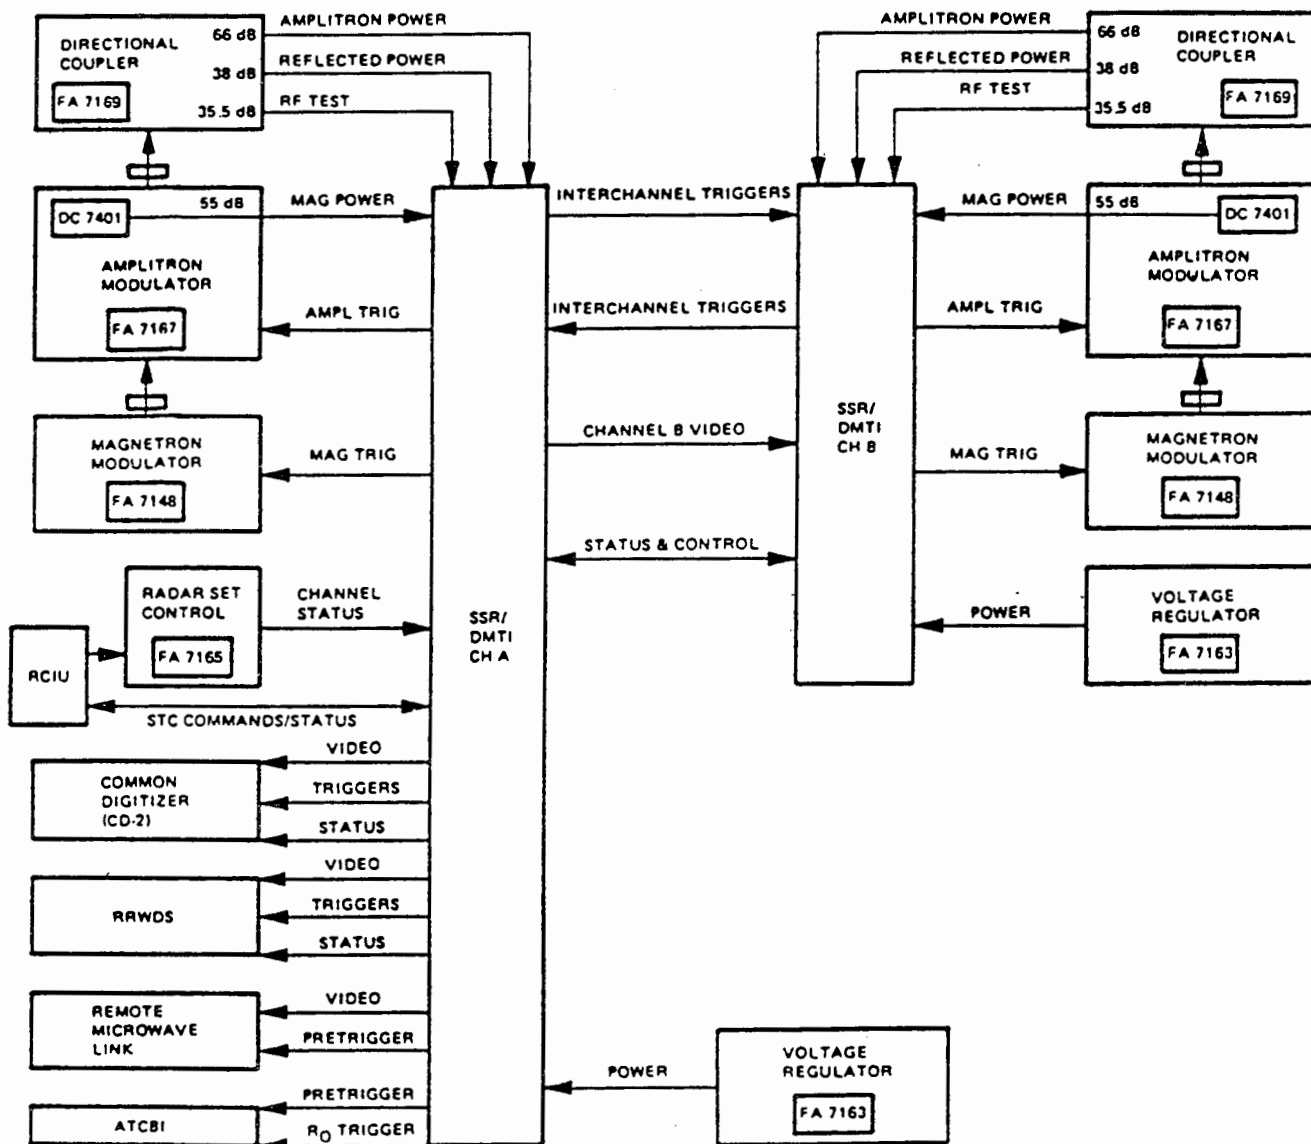 DIRECTIONAL
COUPLER
FA 7169
66 dB
38 dB
35.5 dB
AMPLITRON POWER
REFLECTED POWER
RF TEST
DC 7401
55 dB
AMPLITRON
MODULATOR
FA 7167
MAG POWER
AMPL TRIG
MAGNETRON
MODULATOR
FA 7148
MAG TRIG
RADAR SET
CONTROL
FA 7165
CHANNEL
STATUS
RCIU
STC COMMANDS/STATUS
COMMON
DIGITIZER
(CD-2)
VIDEO
TRIGGERS
STATUS
RRWDS
VIDEO
TRIGGERS
STATUS
REMOTE
MICROWAVE
LINK
VIDEO
PRETRIGGER
ATCBI
PRETRIGGER
RO TRIGGER
SSR/
DMTI
CH A
INTERCHANNEL TRIGGERS
INTERCHANNEL TRIGGERS
CHANNEL B VIDEO
STATUS & CONTROL
POWER
VOLTAGE
REGULATOR
FA 7163
SSR/
DMTI
CH B
AMPLITRON POWER
REFLECTED POWER
RF TEST
66 dB
38 dB
35.5 dB
DIRECTIONAL
COUPLER
FA 7169
MAG POWER
55 dB
DC 7401
AMPLITRON
MODULATOR
FA 7167
AMPL TRIG
MAG TRIG
MAGNETRON
MODULATOR
FA 7148
POWER
VOLTAGE
REGULATOR
FA 7163